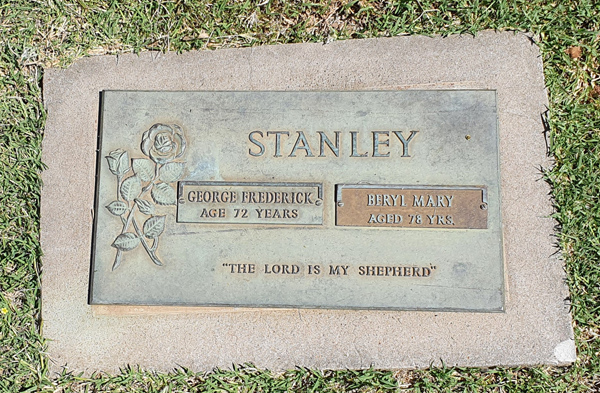 STANLEY
GEORGE FREDERICK
AGE 72 YEARS
BERYL MARY
AGED 78 YRS.
"THE LORD IS MY SHEPHERD"